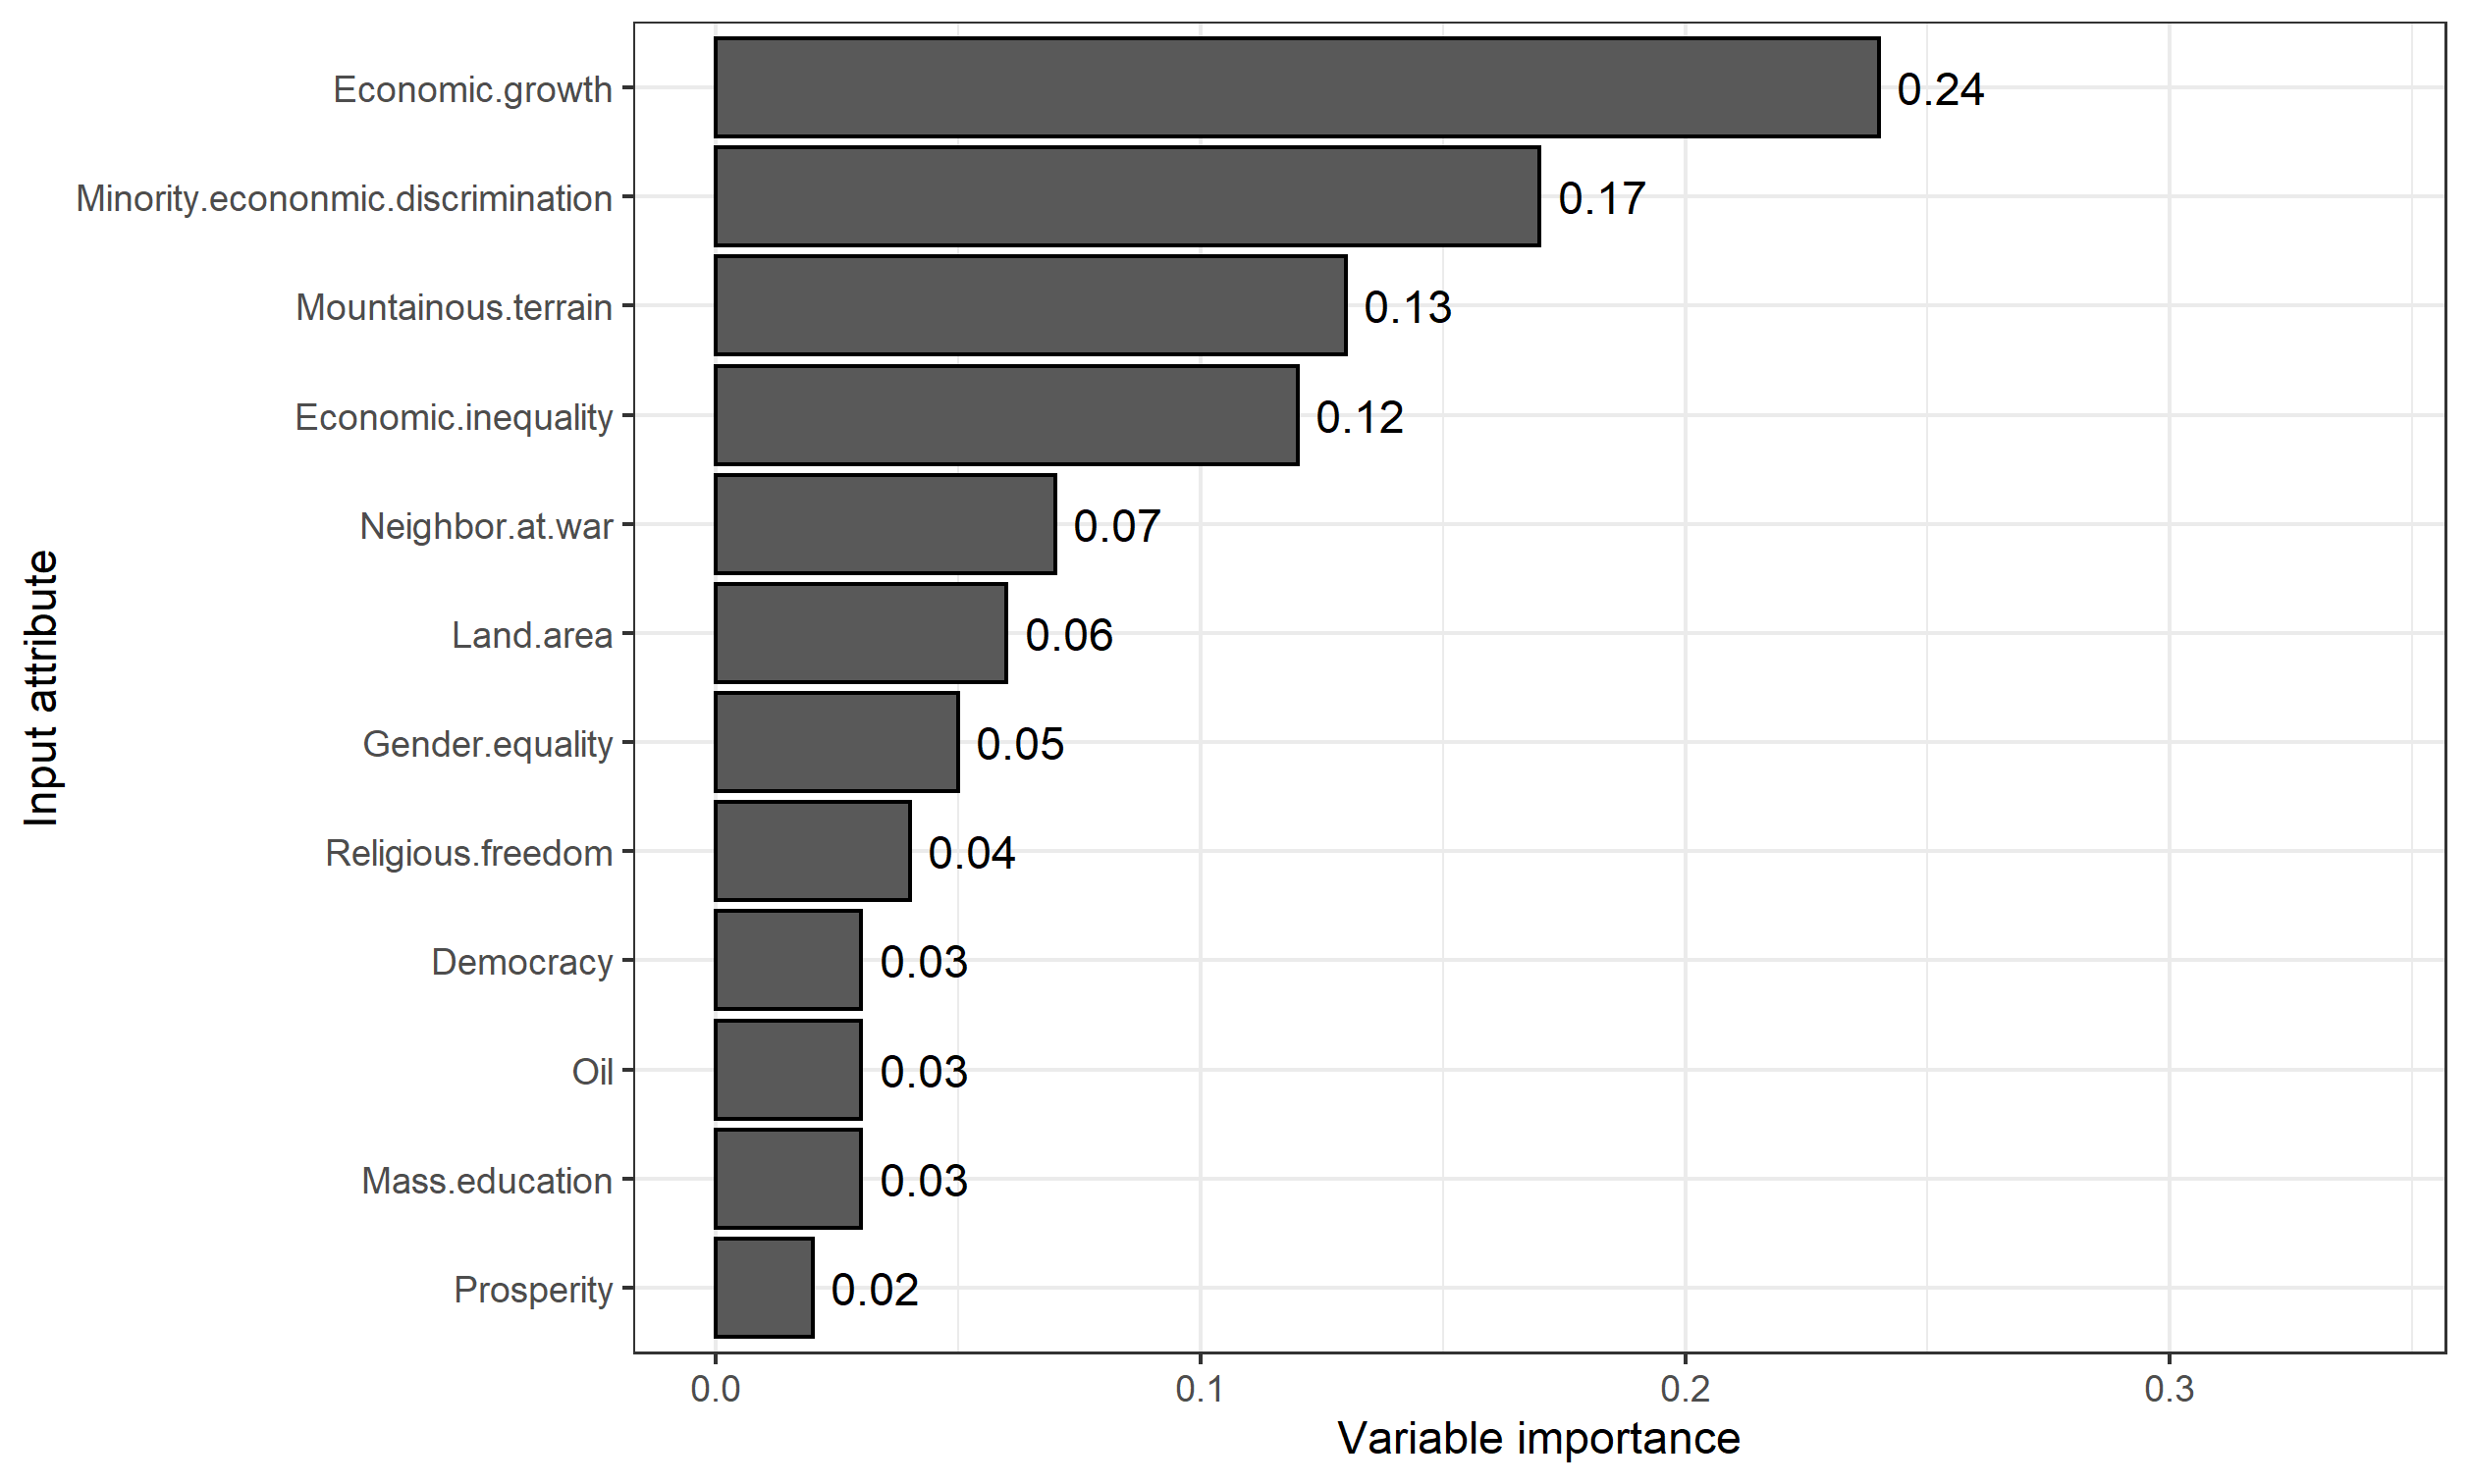 Economic.growth 0.24
Minority.econonmic.discrimination 0.17
Mountainous.terrain 0.13
Economic.inequality 0.12
Neighbor.at.war 0.07
Land.area 0.06
Gender.equality 0.05
Religious.freedom 0.04
Democracy 0.03
Oil 0.03
Mass.education 0.03
Prosperity 0.02
0.0 0.1 0.2 0.3
Variable importance
Input attribute